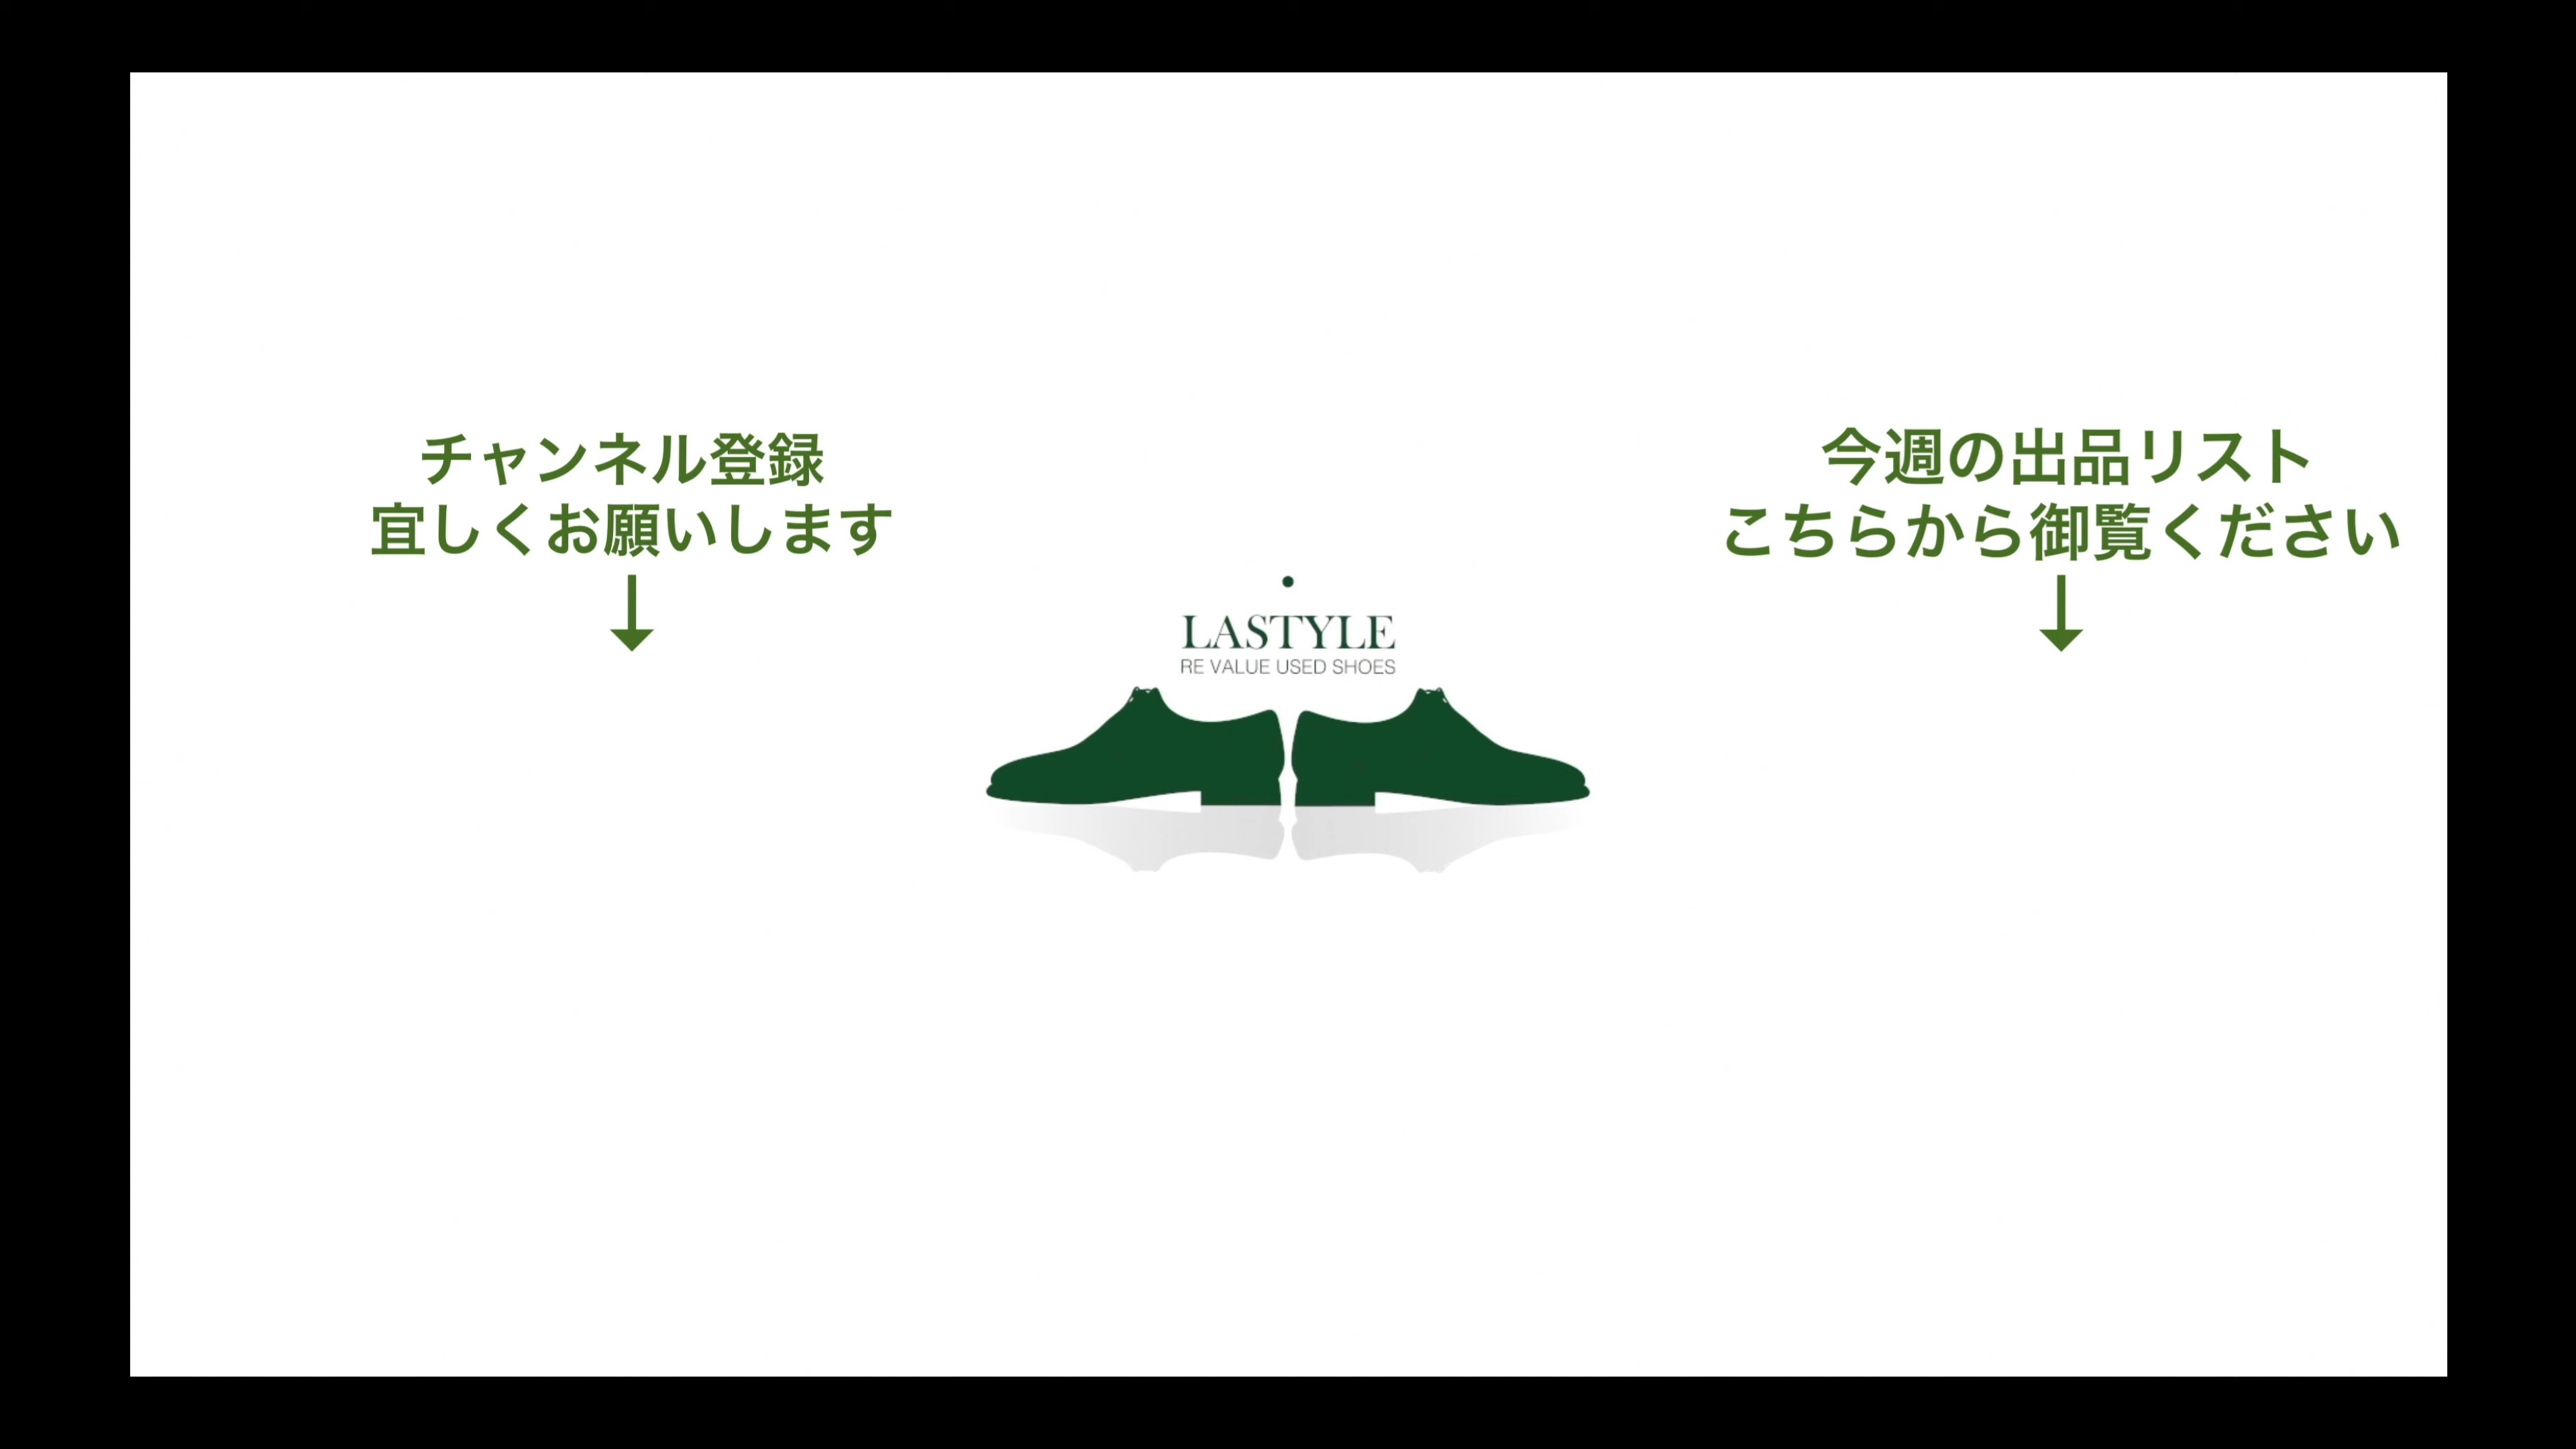 チャンネル登録
宜しくお願いします
↓
今週の出品リスト
こちらから御覧ください
↓
LASTYLE
RE VALUE USED SHOES